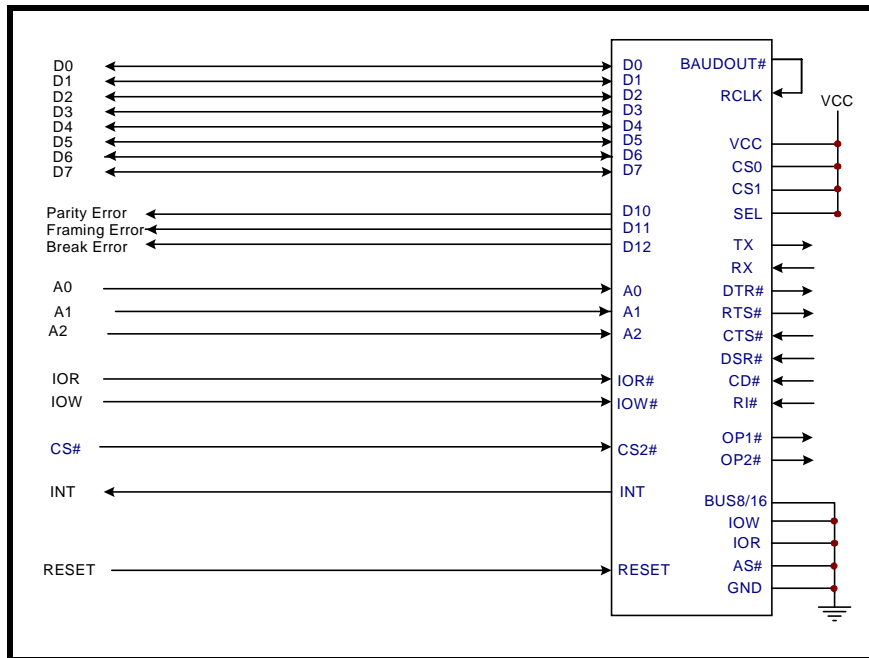 D0 D0 BAUDOUT#
D1 D1
D2 D2 RCLK
D3 D3 VCC
D4 D4
D5 D5 VCC
D6 D6 CS0
D7 D7 CS1
Parity Error D10 SEL
Framing Error D11
Break Error D12 TX
RX
A0 A0 DTR#
A1 A1 RTS#
A2 A2 CTS#
DSR#
IOR IOR# CD#
IOW IOW# RI#
CS# CS2# OP1#
OP2#
INT INT BUS8/16
IOW
IOR
RESET RESET AS#
GND